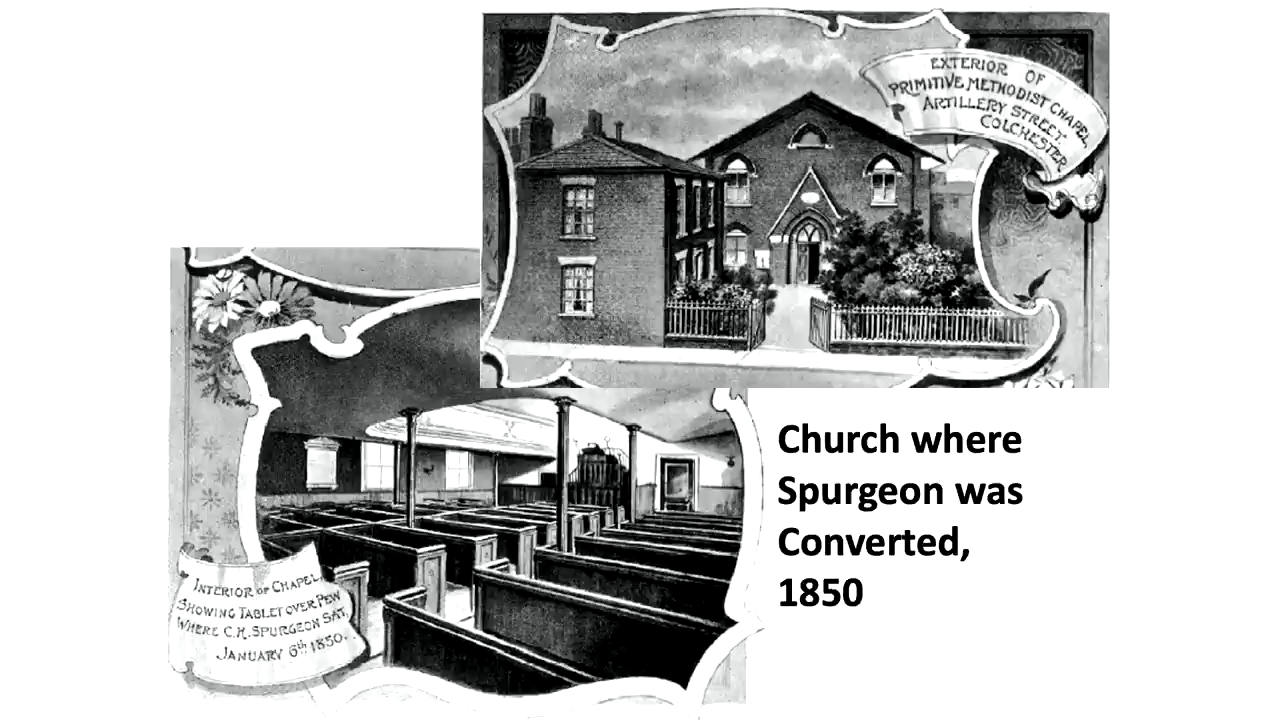 EXTERIOR OF
PRIMITIVE METHODIST CHAPEL,
ARTILLERY STREET
COLCHESTER
Church where
Spurgeon was
Converted,
1850
INTERIOR OF CHAPEL,
SHOWING TABLET OVER PEW
WHERE C.H. SPURGEON SAT,
JANUARY 6th 1850.